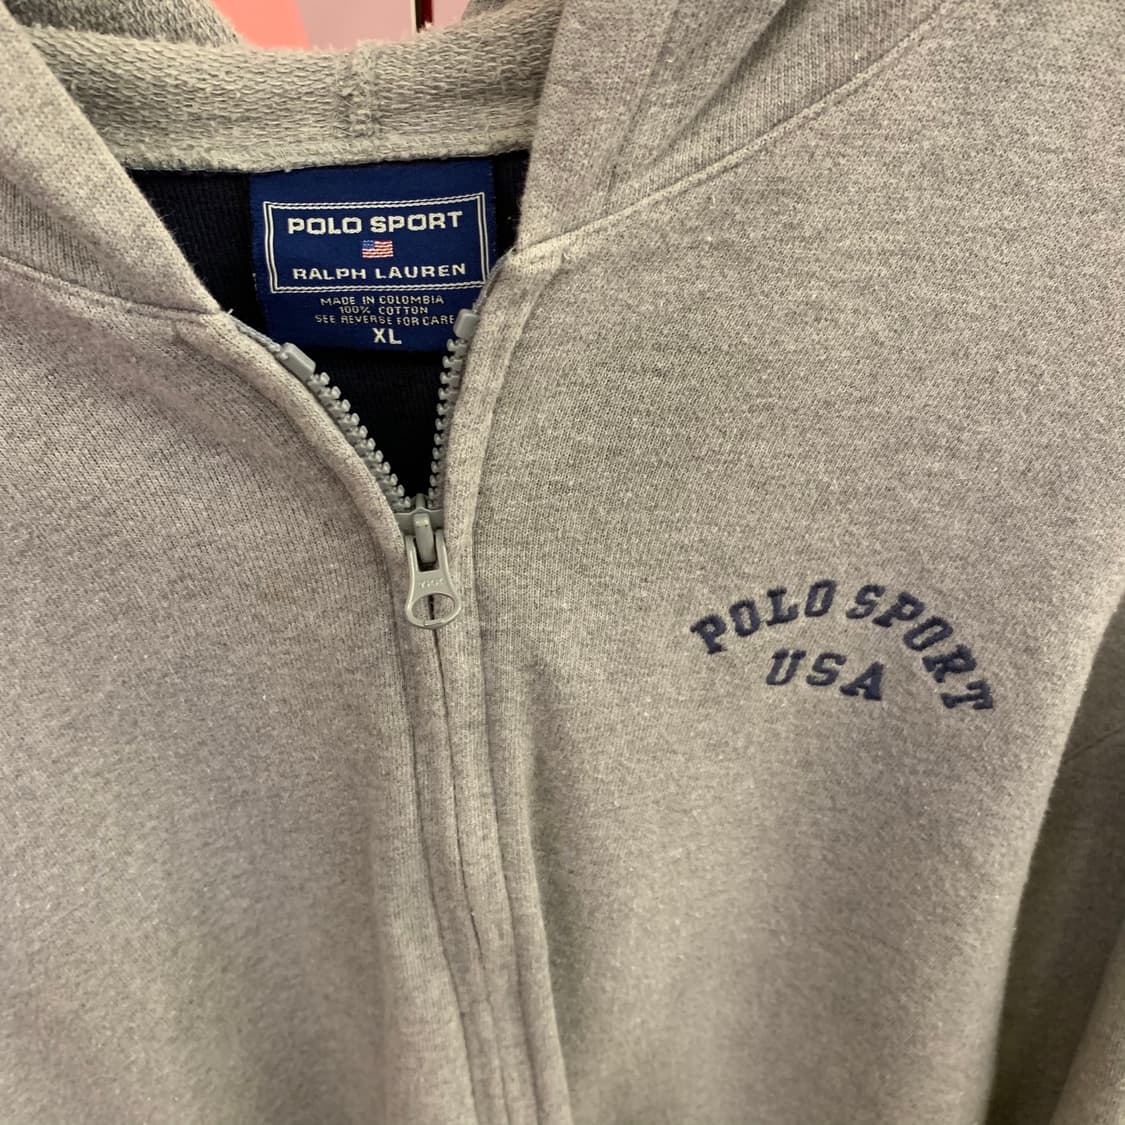 POLO SPORT
RALPH LAUREN
MADE IN COLOMBIA
100% COTTON
SEE REVERSE FOR CARE
XL
POLO SPORT
USA